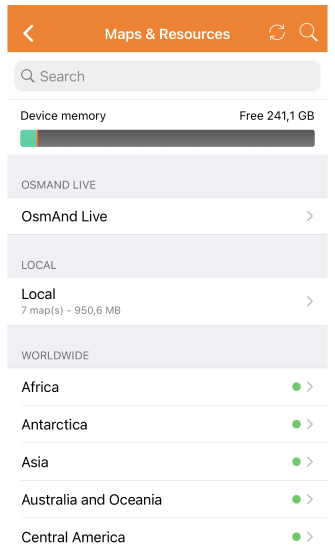 Maps & Resources
Search
Device memory Free 241,1 GB
OSMAND LIVE
OsmAnd Live
LOCAL
Local
7 map(s) - 950,6 MB
WORLDWIDE
Africa
Antarctica
Asia
Australia and Oceania
Central America